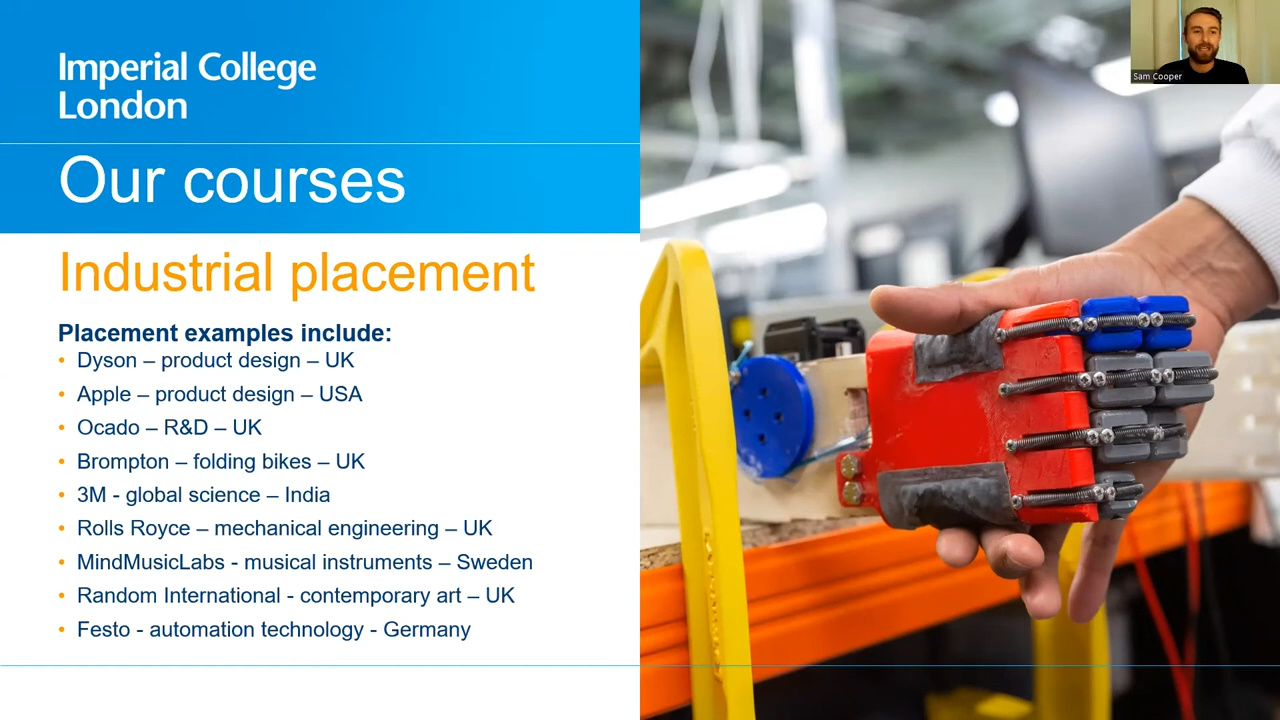 Imperial College
London
Our courses
Industrial placement
Placement examples include:
• Dyson – product design – UK
• Apple – product design – USA
• Ocado – R&D – UK
• Brompton – folding bikes – UK
• 3M - global science – India
• Rolls Royce – mechanical engineering – UK
• MindMusicLabs - musical instruments – Sweden
• Random International - contemporary art – UK
• Festo - automation technology - Germany
Sam Cooper